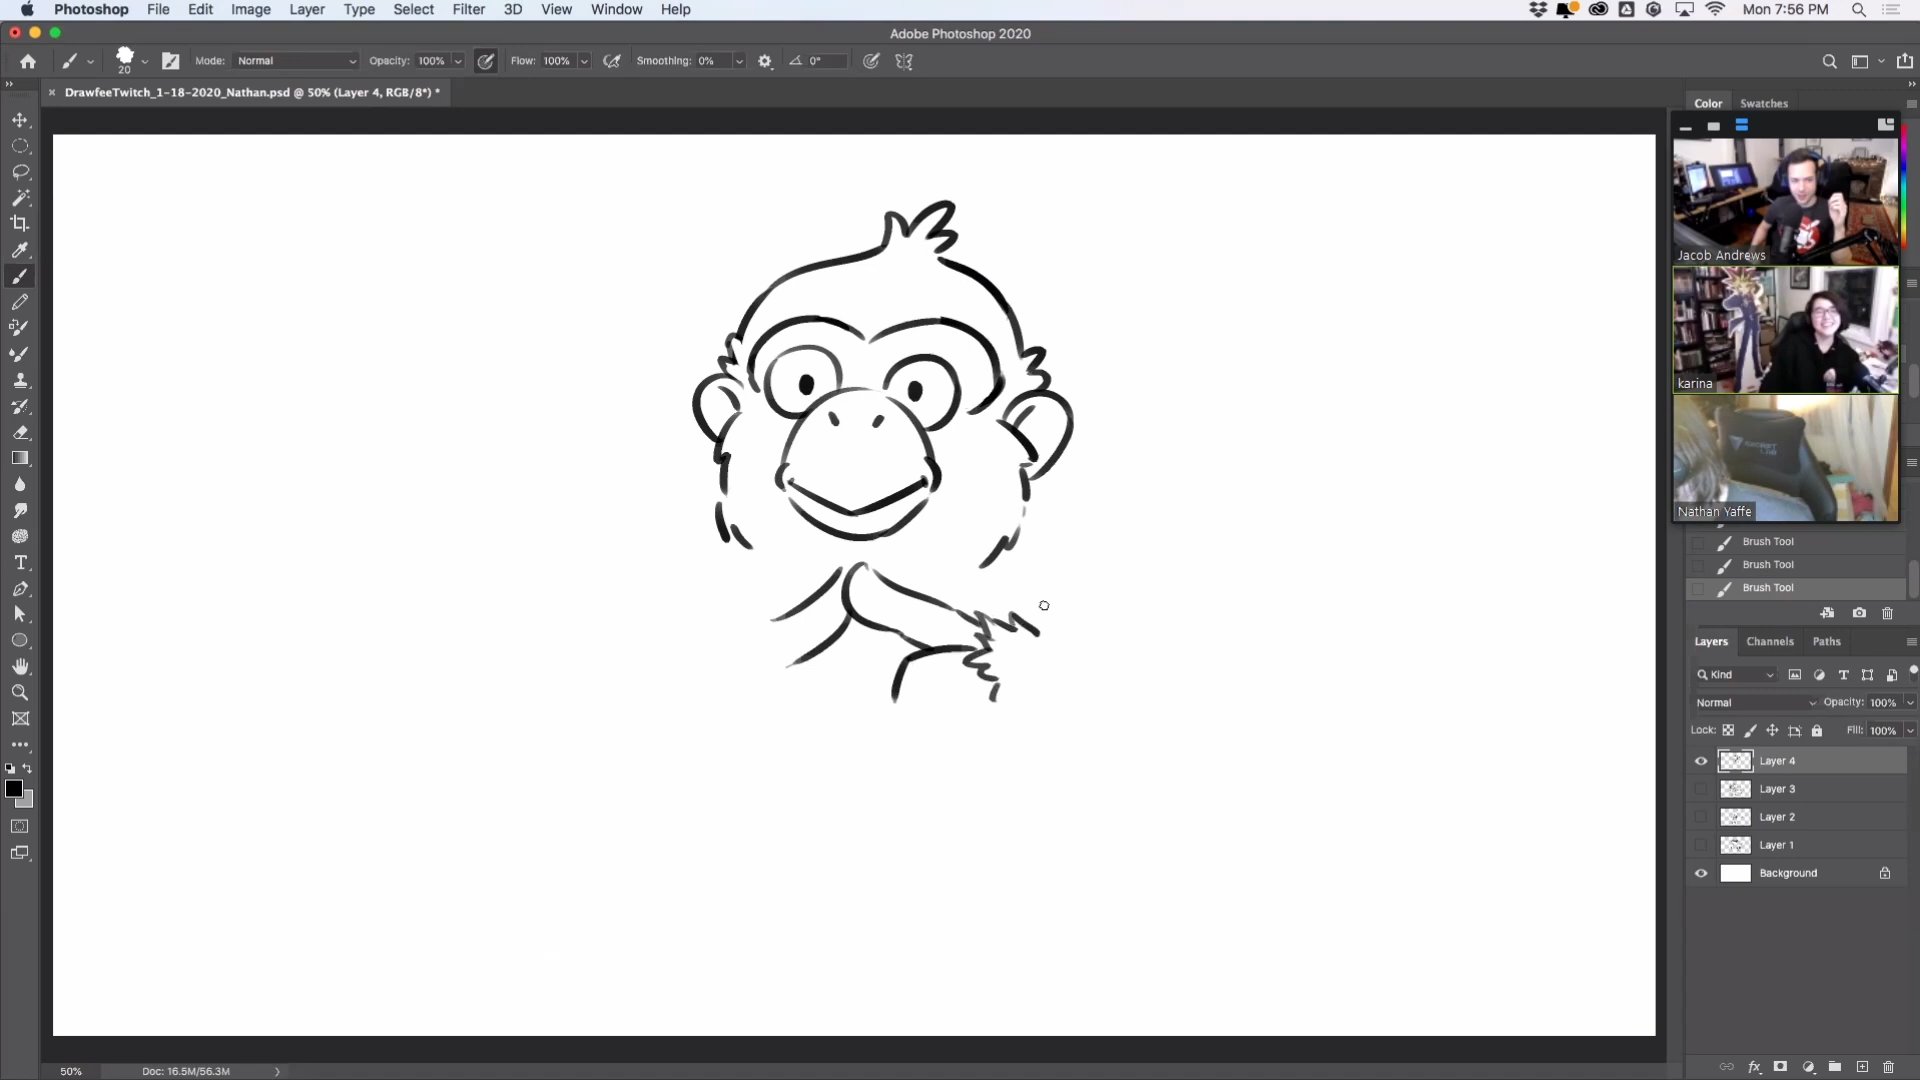 Photoshop File Edit Image Layer Type Select Filter 3D View Window Help Mon 7:56 PM
Adobe Photoshop 2020
20 Mode: Normal Opacity: 100% Flow: 100% Smoothing: 0% 0°
× DrawfeeTwitch_1-18-2020_Nathan.psd @ 50% (Layer 4, RGB/8*) *
Color Swatches
Jacob Andrews
karina
Nathan Yaffe
Brush Tool
Brush Tool
Brush Tool
Layers Channels Paths
Kind
Normal Opacity: 100%
Lock: Fill: 100%
Layer 4
Layer 3
Layer 2
Layer 1
Background
50% Doc: 16.5M/56.3M